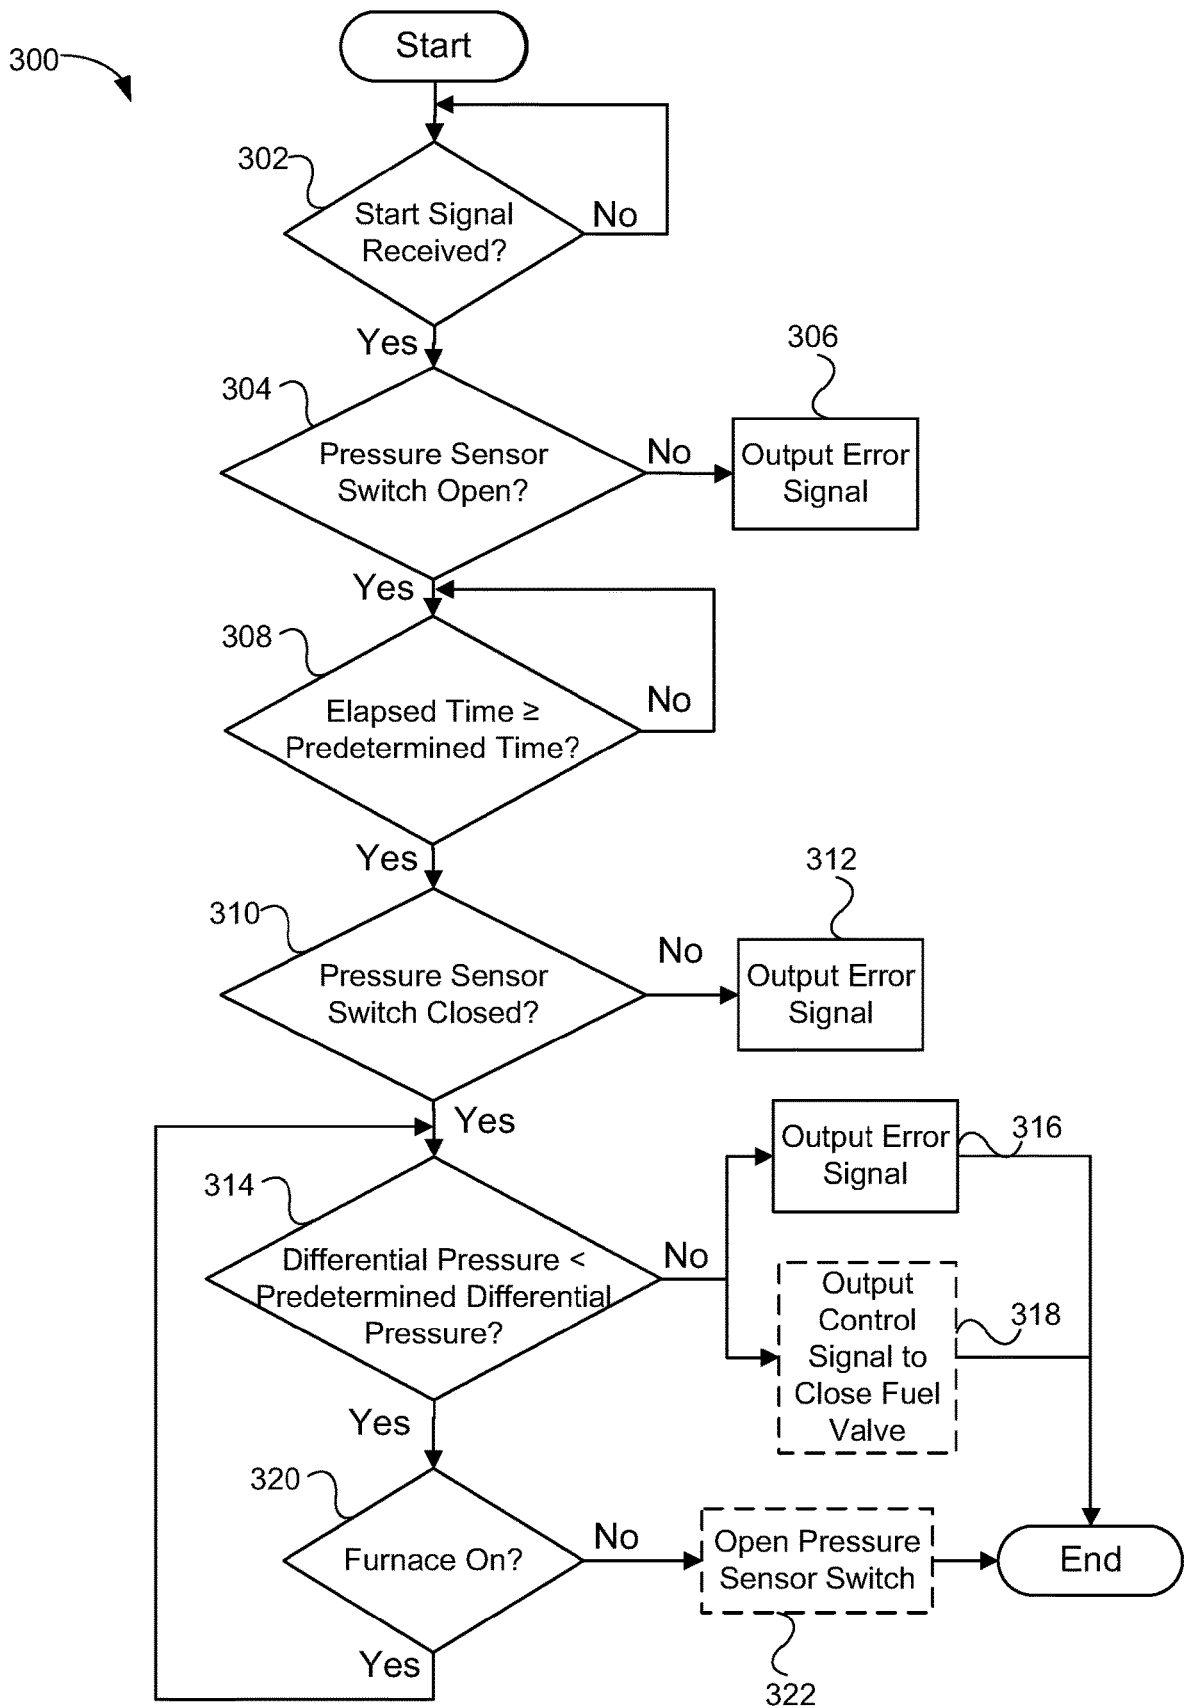 300
Start
302
Start Signal
Received?
No
Yes
304
Pressure Sensor
Switch Open?
No
306
Output Error
Signal
Yes
308
Elapsed Time ≥
Predetermined Time?
No
Yes
310
Pressure Sensor
Switch Closed?
No
312
Output Error
Signal
Yes
314
Differential Pressure <
Predetermined Differential
Pressure?
No
Output Error
Signal
316
Output
Control
Signal to
Close Fuel
Valve
318
Yes
320
Furnace On?
No
Open Pressure
Sensor Switch
322
End
Yes